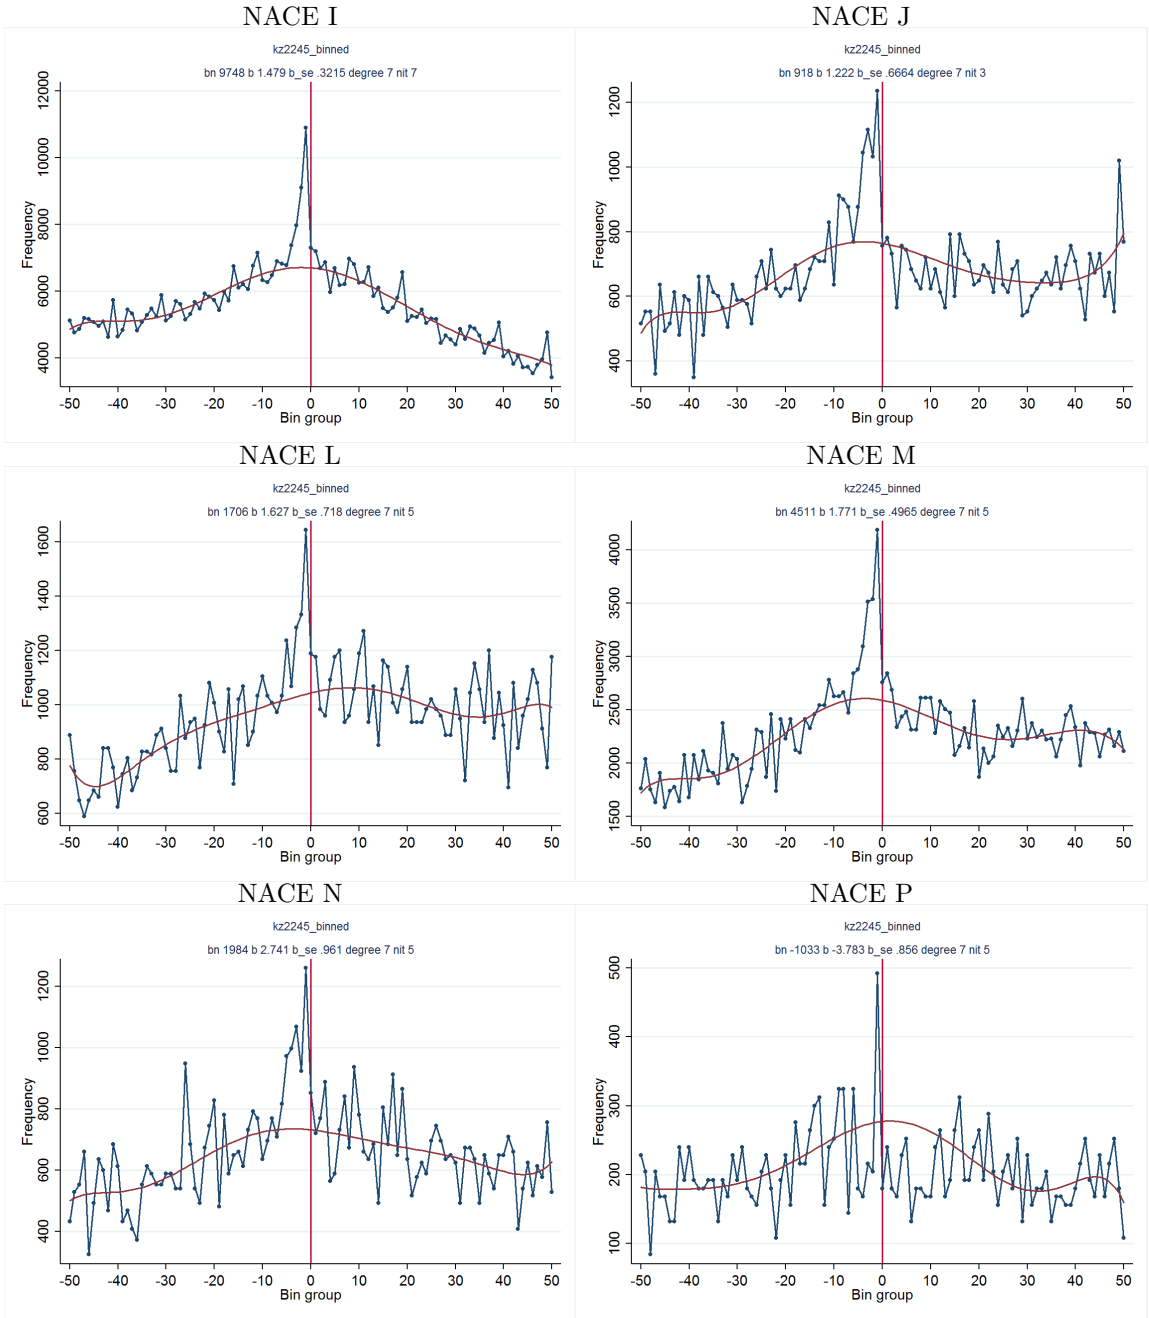 NACE I
kz2245_binned
bn 9748 b 1.479 b_se .3215 degree 7 nit 7
Frequency
12000
10000
8000
6000
4000
-50 -40 -30 -20 -10 0 10 20 30 40 50
Bin group
NACE J
kz2245_binned
bn 918 b 1.222 b_se .6664 degree 7 nit 3
Frequency
1200
1000
800
600
400
-50 -40 -30 -20 -10 0 10 20 30 40 50
Bin group
NACE L
kz2245_binned
bn 1706 b 1.627 b_se .718 degree 7 nit 5
Frequency
1600
1400
1200
1000
800
600
-50 -40 -30 -20 -10 0 10 20 30 40 50
Bin group
NACE M
kz2245_binned
bn 4511 b 1.771 b_se .4965 degree 7 nit 5
Frequency
4000
3500
3000
2500
2000
1500
-50 -40 -30 -20 -10 0 10 20 30 40 50
Bin group
NACE N
kz2245_binned
bn 1984 b 2.741 b_se .961 degree 7 nit 5
Frequency
1200
1000
800
600
400
-50 -40 -30 -20 -10 0 10 20 30 40 50
Bin group
NACE P
kz2245_binned
bn -1033 b -3.783 b_se .856 degree 7 nit 5
Frequency
500
400
300
200
100
-50 -40 -30 -20 -10 0 10 20 30 40 50
Bin group